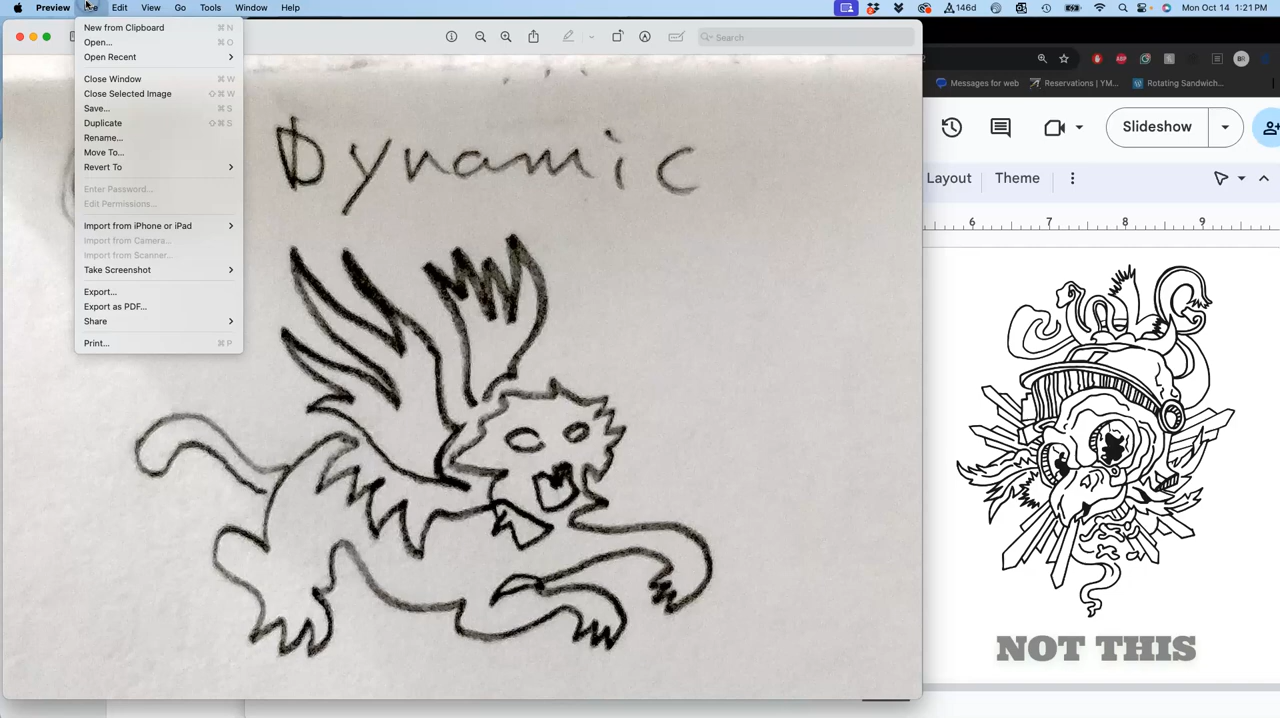 Preview Edit View Go Tools Window Help
146d
Mon Oct 14 1:21 PM
New from Clipboard ⌘ N
Open... ⌘ O
Open Recent
Close Window ⌘ W
Close Selected Image ⇧⌘ W
Save... ⌘ S
Duplicate ⇧⌘ S
Rename...
Move To...
Revert To
Enter Password...
Edit Permissions...
Import from iPhone or iPad
Import from Camera...
Import from Scanner...
Take Screenshot
Export...
Export as PDF...
Share
Print... ⌘ P
Search
Dynamic
Messages for web
Reservations | YM...
Rotating Sandwich...
ABP
BR
Slideshow
Layout Theme
6 7 8 9
NOT THIS